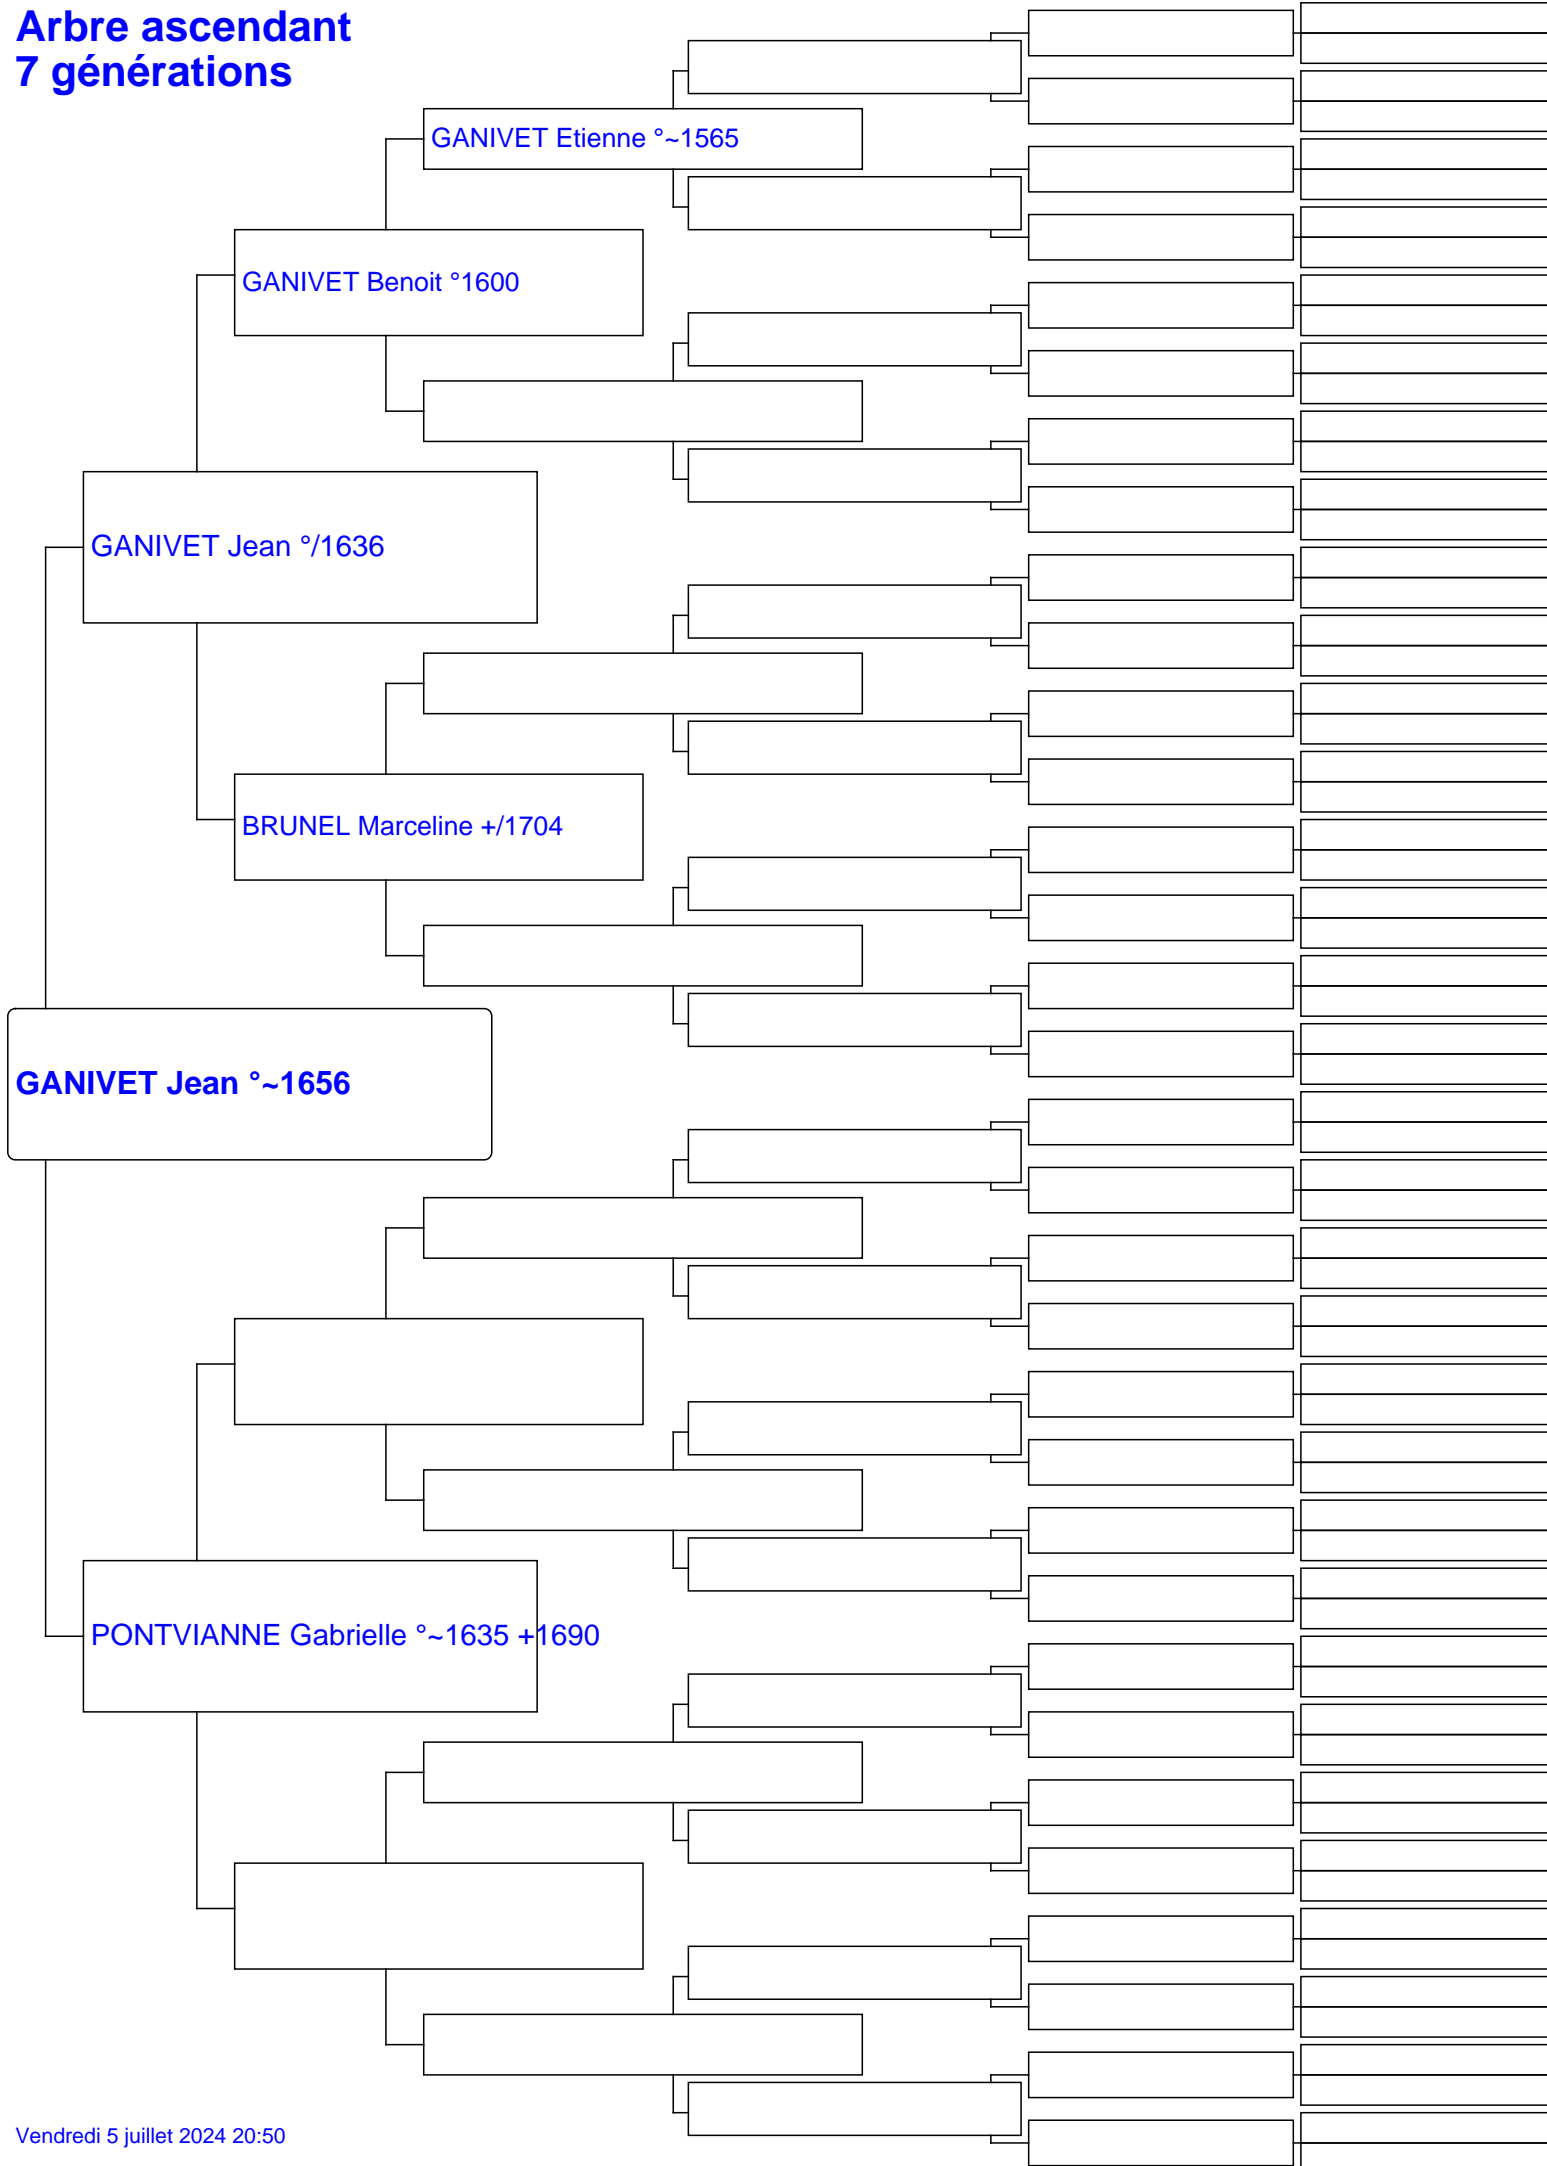 Arbre ascendant
7 générations
GANIVET Etienne °~1565
GANIVET Benoit °1600
GANIVET Jean °/1636
BRUNEL Marceline +/1704
GANIVET Jean °~1656
PONTVIANNE Gabrielle °~1635 +1690
Vendredi 5 juillet 2024 20:50